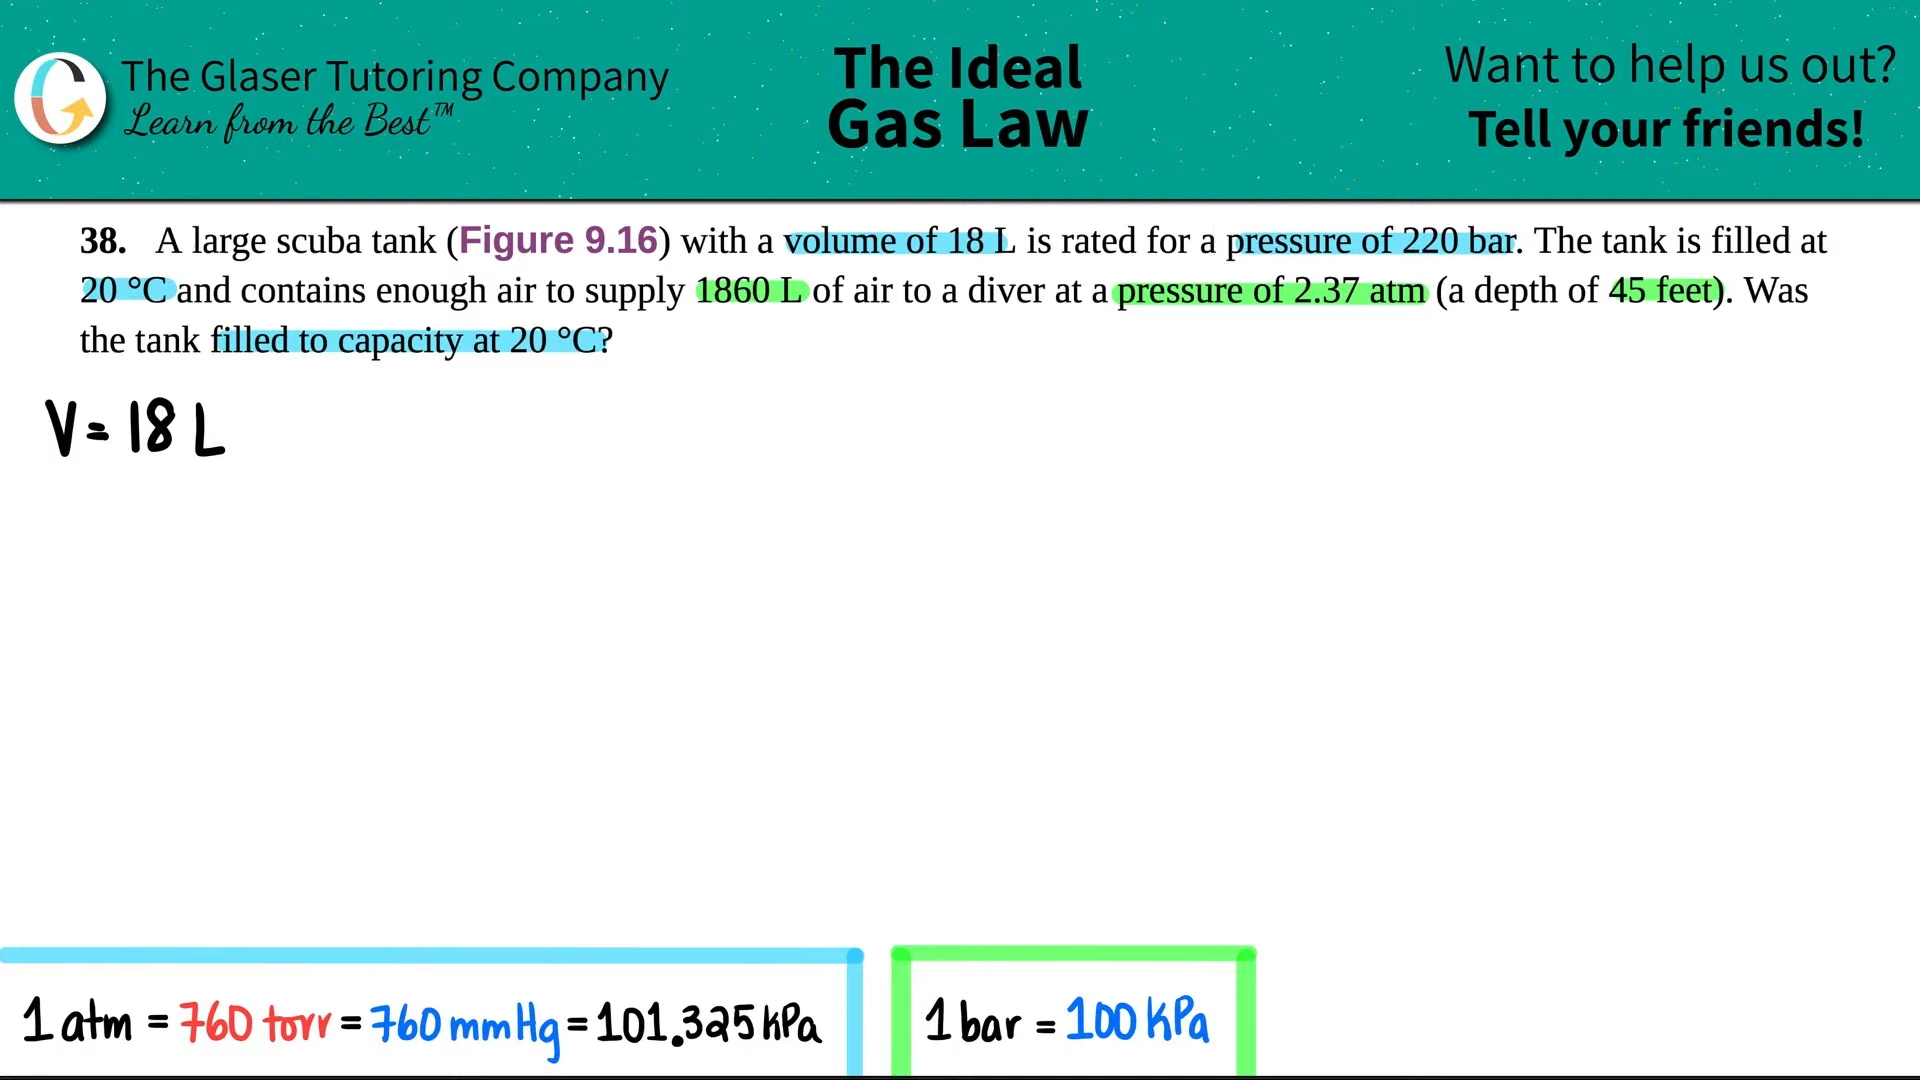 The Glaser Tutoring Company
Learn from the Best™
The Ideal
Gas Law
Want to help us out?
Tell your friends!
38. A large scuba tank (Figure 9.16) with a volume of 18 L is rated for a pressure of 220 bar. The tank is filled at
20 °C and contains enough air to supply 1860 L of air to a diver at a pressure of 2.37 atm (a depth of 45 feet). Was
the tank filled to capacity at 20 °C?
V = 18 L
1 atm = 760 torr = 760 mmHg = 101.325 kPa
1 bar = 100 kPa